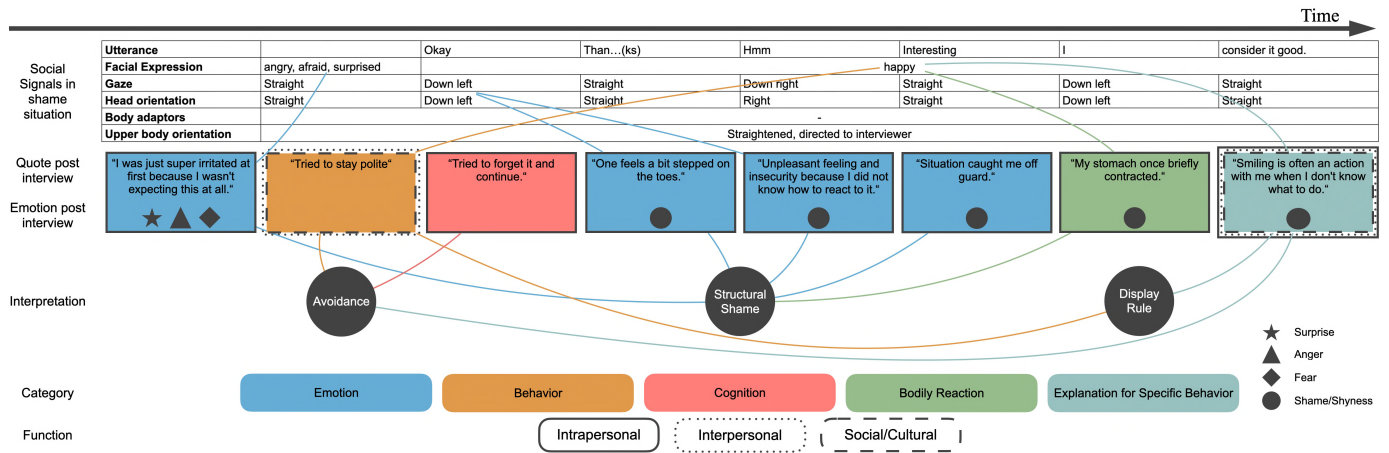 Time
Utterance Okay Than...(ks) Hmm Interesting I consider it good.
Social Signals in shame situation
Facial Expression angry, afraid, surprised happy
Gaze Straight Down left Straight Down right Straight Down left Straight
Head orientation Straight Down left Straight Right Straight Down left Straight
Body adaptors -
Upper body orientation Straightened, directed to interviewer
Quote post
interview
"I was just super irritated at
first because I wasn't
expecting this at all."
"Tried to stay polite"
"Tried to forget it and
continue."
"One feels a bit stepped on
the toes."
"Unpleasant feeling and
insecurity because I did not
know how to react to it."
"Situation caught me off
guard."
"My stomach once briefly
contracted."
"Smiling is often an action
with me when I don't know
what to do."
Emotion post
interview
Interpretation
Avoidance
Structural
Shame
Display
Rule
Surprise
Anger
Fear
Shame/Shyness
Category
Emotion
Behavior
Cognition
Bodily Reaction
Explanation for Specific Behavior
Function
Intrapersonal
Interpersonal
Social/Cultural